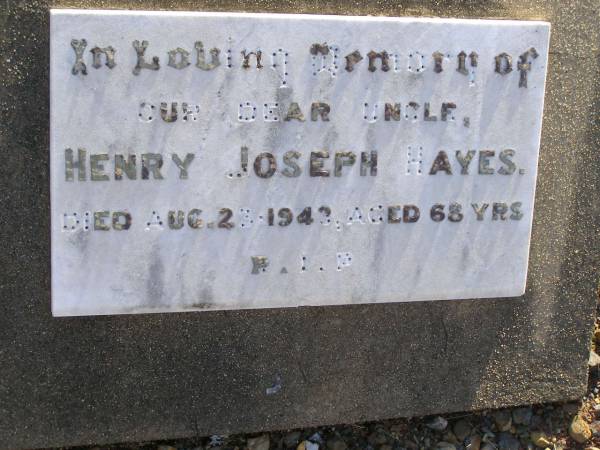 In Loving Memory of
OUR DEAR UNCLE,
HENRY JOSEPH HAYES.
DIED AUG. 23. 1943, AGED 68 YRS
R. I. P